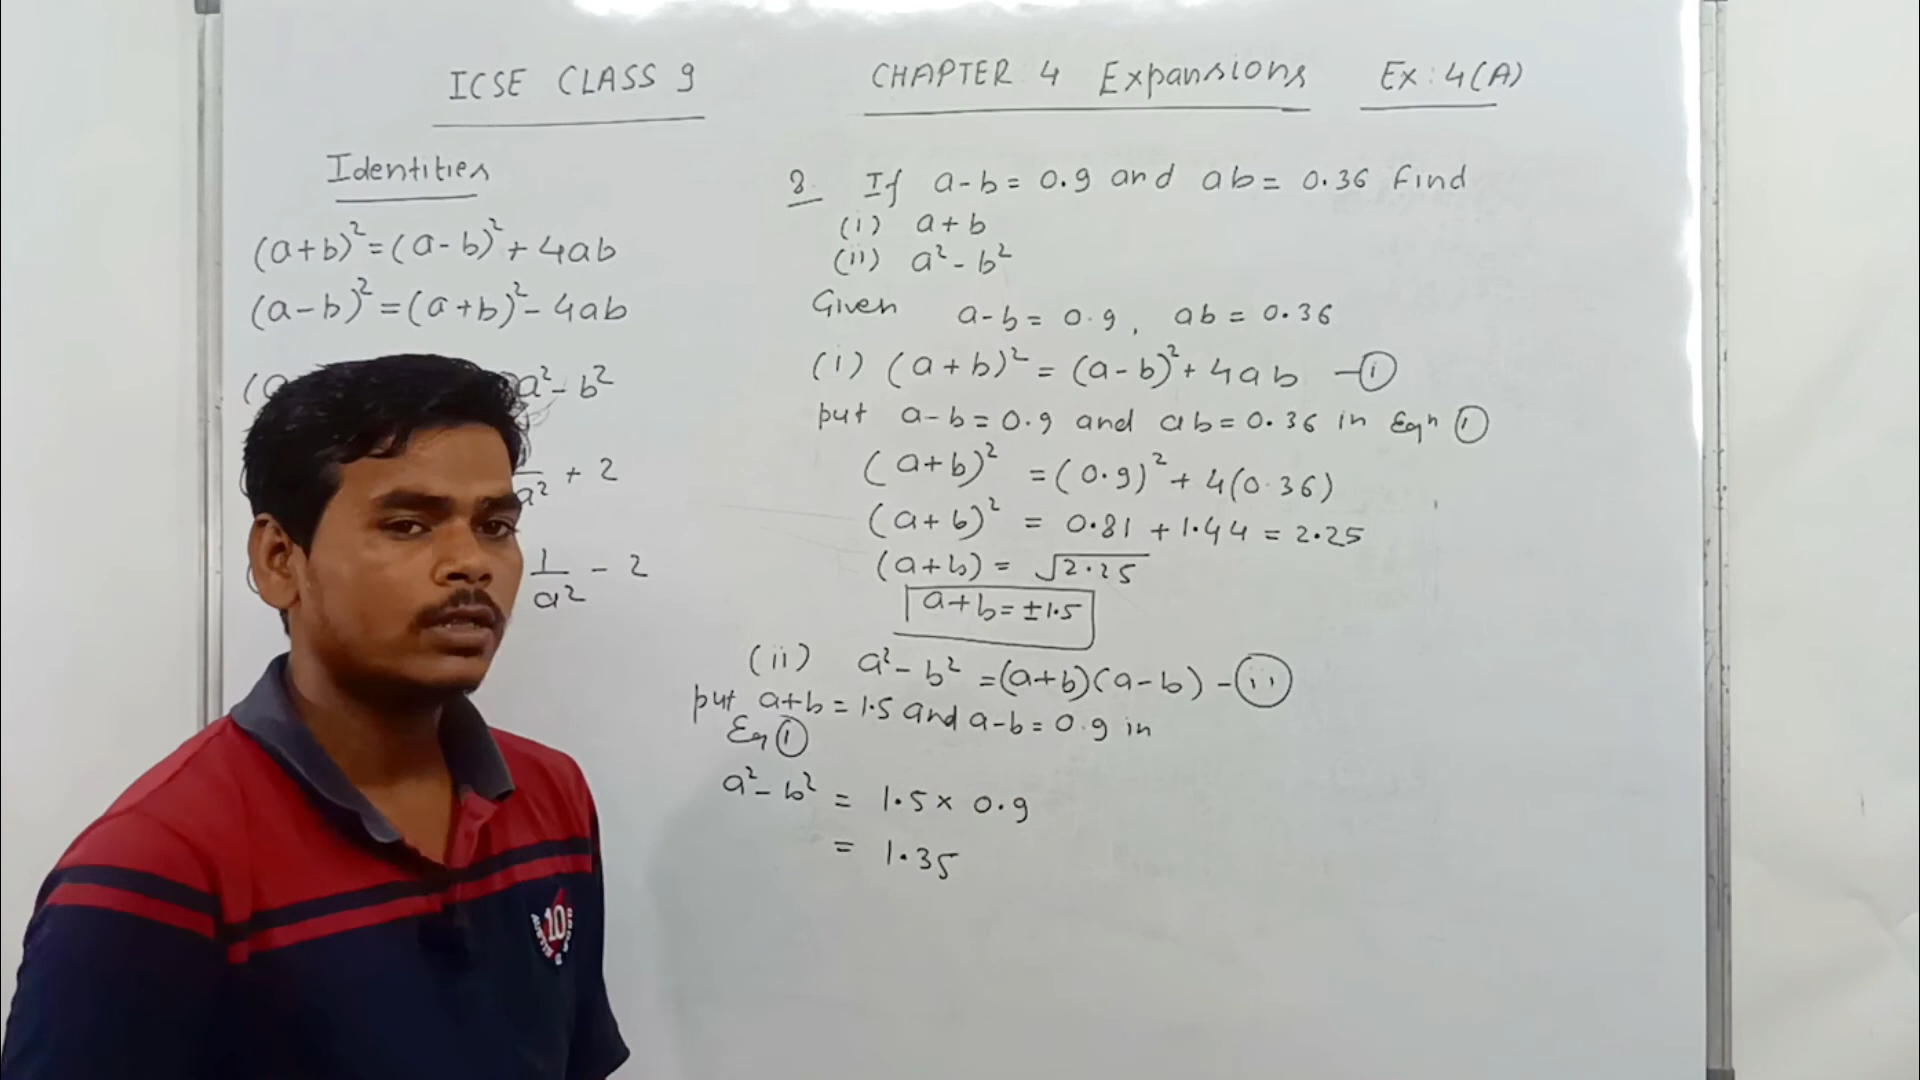 ICSE CLASS 9 CHAPTER 4 Expansions Ex: 4(A)
Identities
(a+b)² = (a-b)² + 4ab
(a-b)² = (a+b)² - 4ab
a² - b²
a² + 2
1/a² - 2
8. If a-b = 0.9 and ab = 0.36 find
(i) a+b
(ii) a² - b²
Given a-b = 0.9, ab = 0.36
(i) (a+b)² = (a-b)² + 4ab -①
put a-b = 0.9 and ab = 0.36 in Eqn ①
(a+b)² = (0.9)² + 4(0.36)
(a+b)² = 0.81 + 1.44 = 2.25
(a+b) = √2.25
a+b = ±1.5
(ii) a² - b² = (a+b)(a-b) - (ii)
put a+b = 1.5 and a-b = 0.9 in
Eq ①
a² - b² = 1.5 × 0.9
= 1.35
10